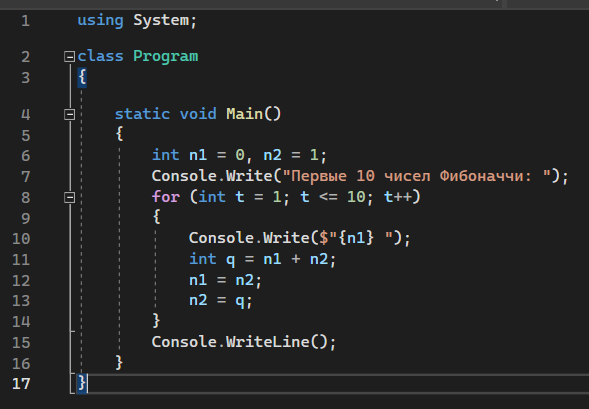 1 using System;
2 class Program
3 {
4 static void Main()
5 {
6 int n1 = 0, n2 = 1;
7 Console.Write("Первые 10 чисел Фибоначчи: ");
8 for (int t = 1; t <= 10; t++)
9 {
10 Console.Write($"{n1} ");
11 int q = n1 + n2;
12 n1 = n2;
13 n2 = q;
14 }
15 Console.WriteLine();
16 }
17 }